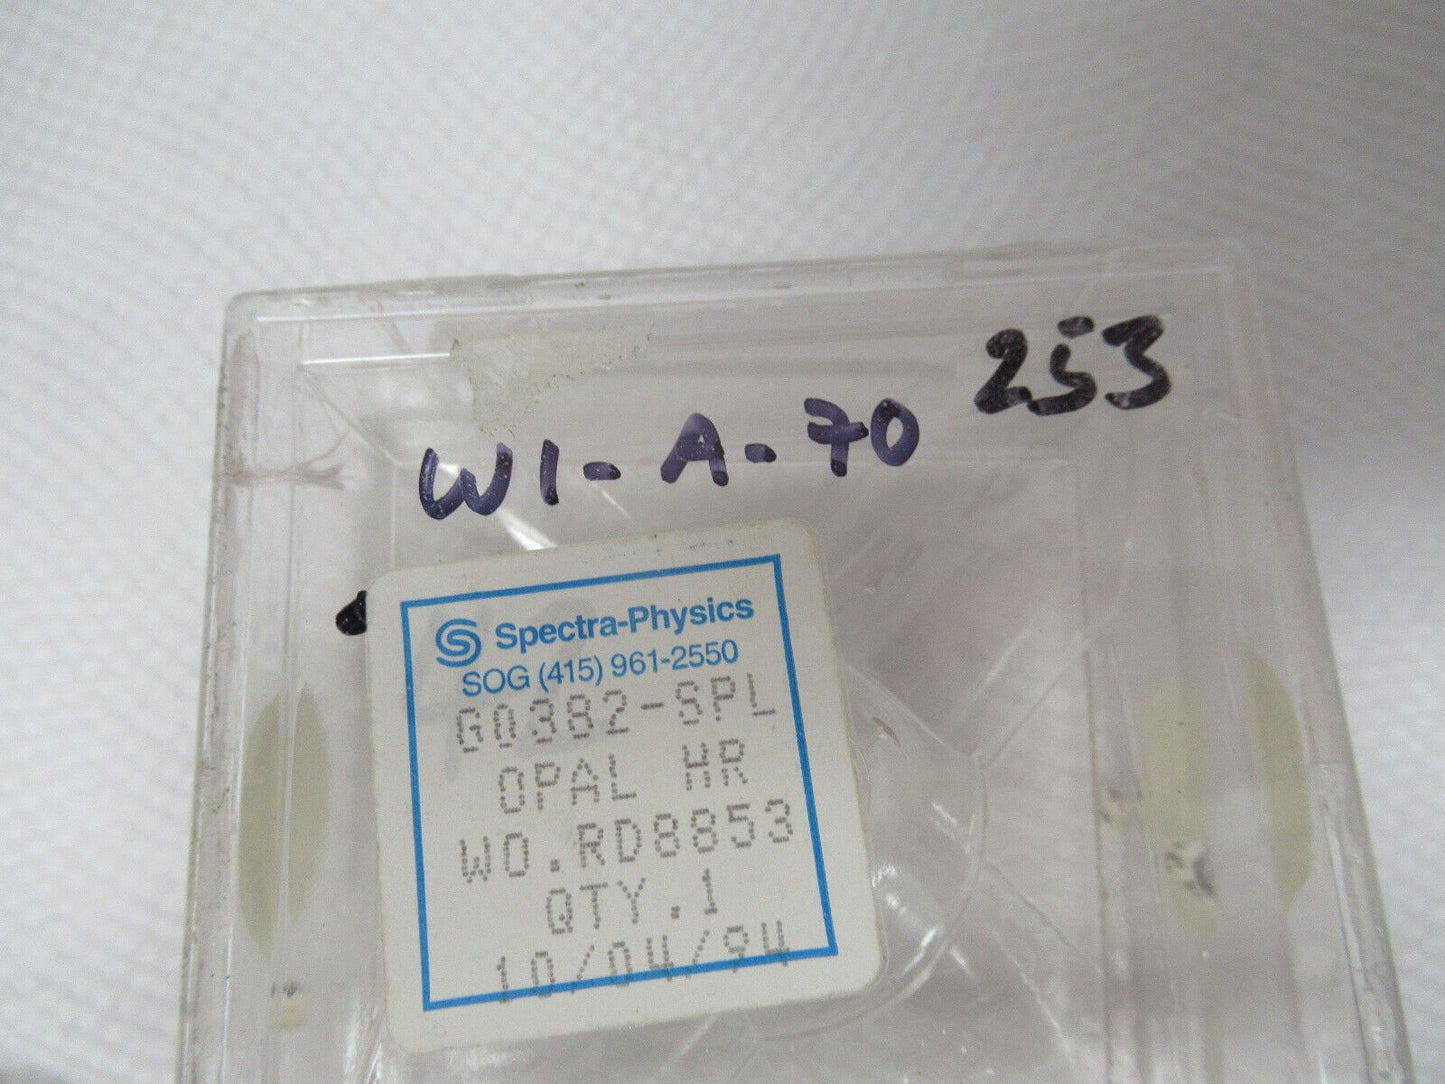 253
W1-A-70
Spectra-Physics
SOG (415) 961-2550
G0382-SPL
OPAL HR
WO.RD8853
QTY.1
10/04/94